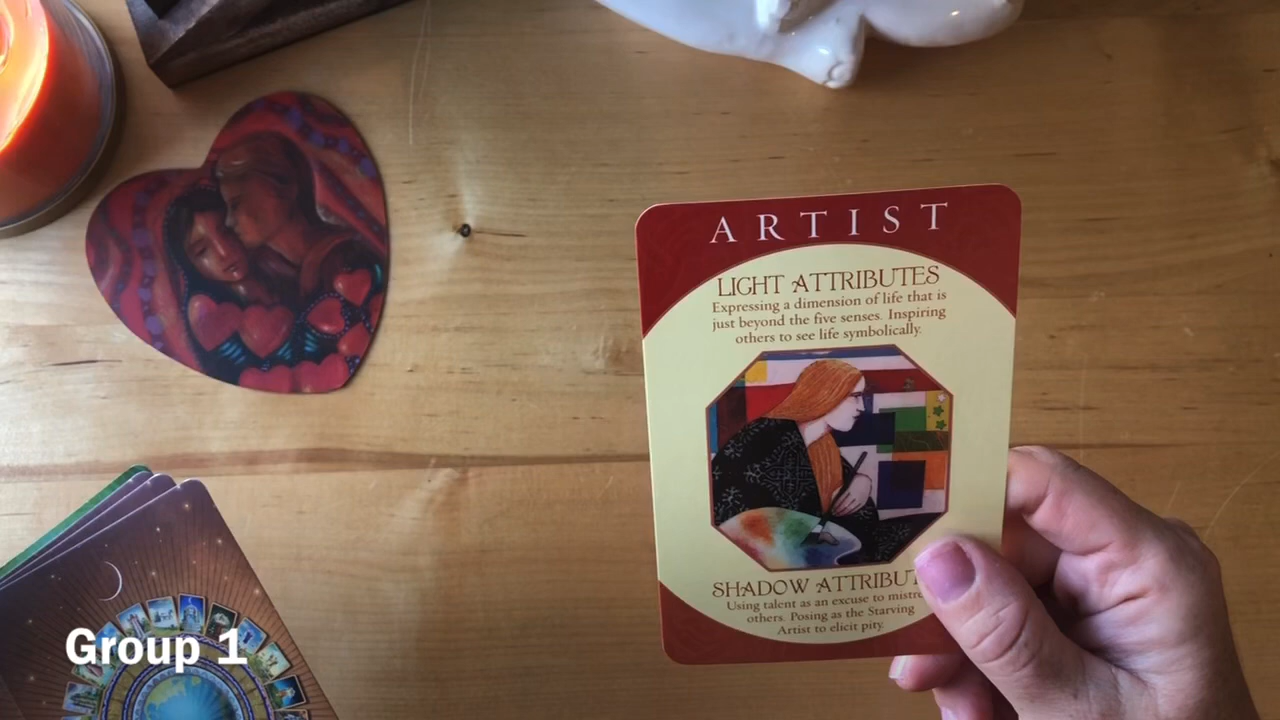 ARTIST
LIGHT ATTRIBUTES
Expressing a dimension of life that is
just beyond the five senses. Inspiring
others to see life symbolically.
SHADOW
Using talent as an excuse to
others. Posing as the Starving
Artist to elicit pity.
Group 1